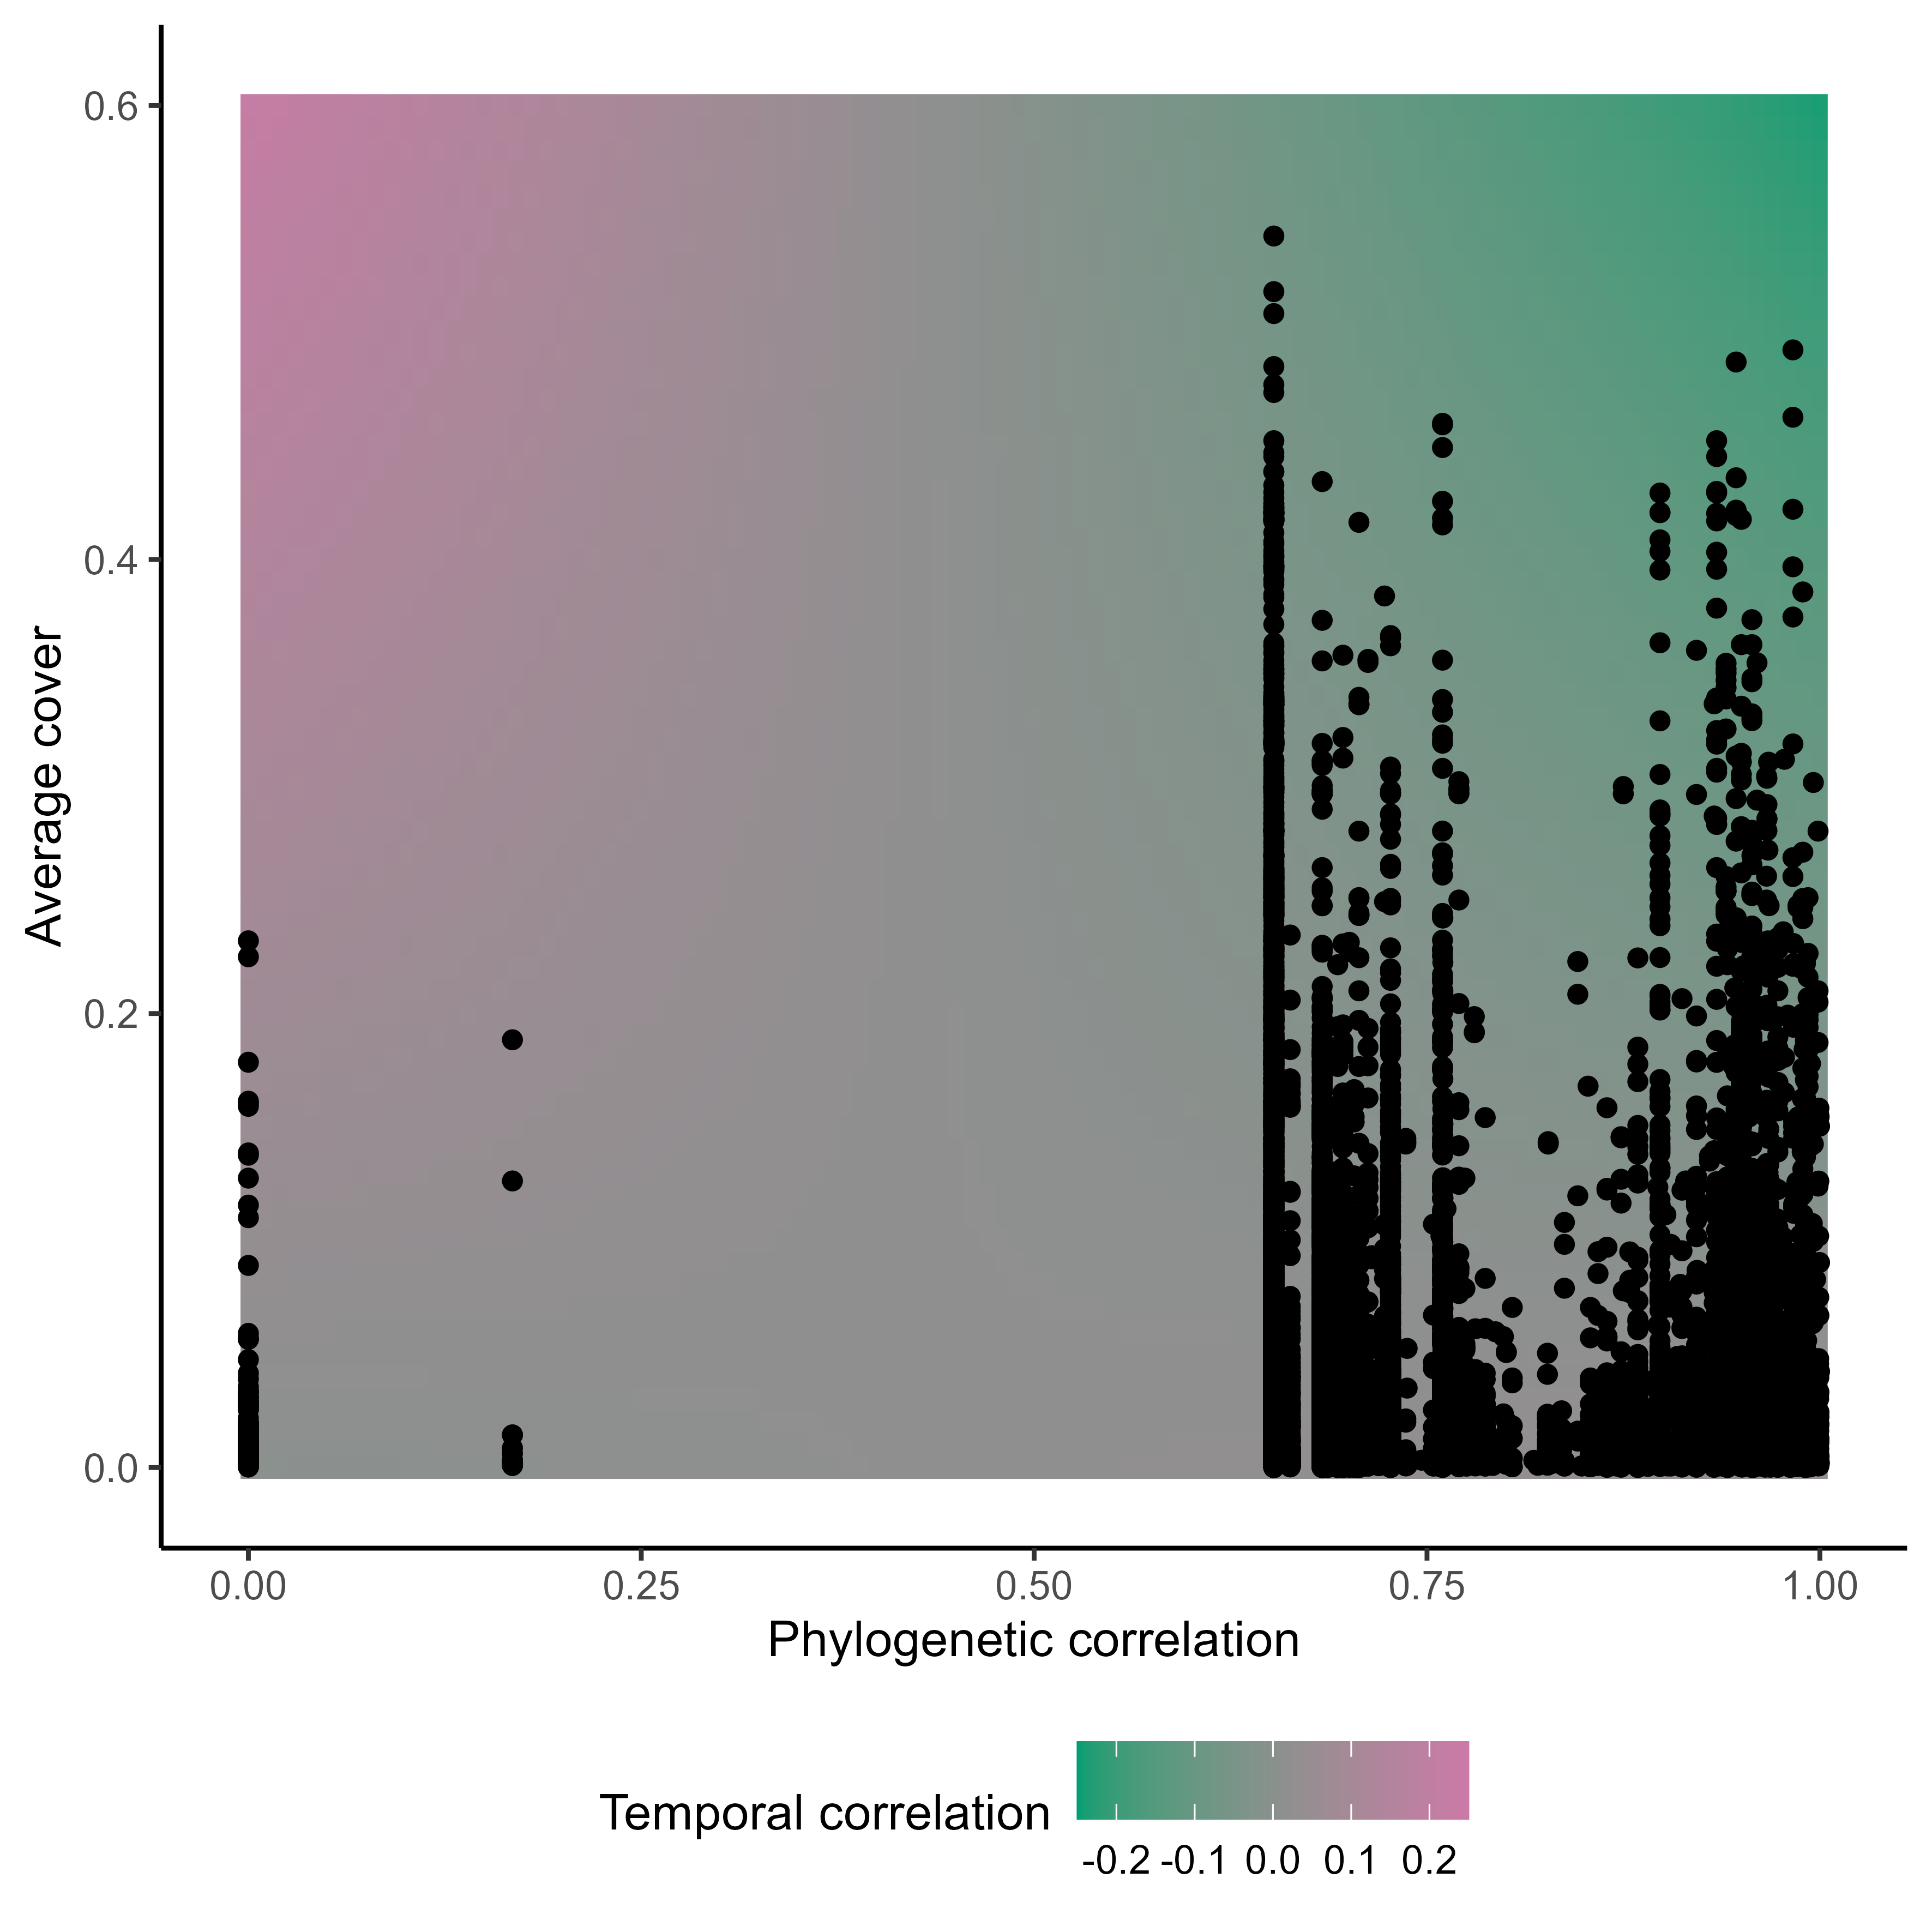 0.6
0.4
0.2
0.0
Average cover
0.00 0.25 0.50 0.75 1.00
Phylogenetic correlation
Temporal correlation
-0.2 -0.1 0.0 0.1 0.2